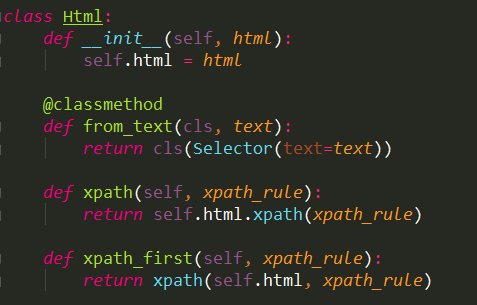 class Html:
    def __init__(self, html):
        self.html = html

    @classmethod
    def from_text(cls, text):
        return cls(Selector(text=text))

    def xpath(self, xpath_rule):
        return self.html.xpath(xpath_rule)

    def xpath_first(self, xpath_rule):
        return xpath(self.html, xpath_rule)